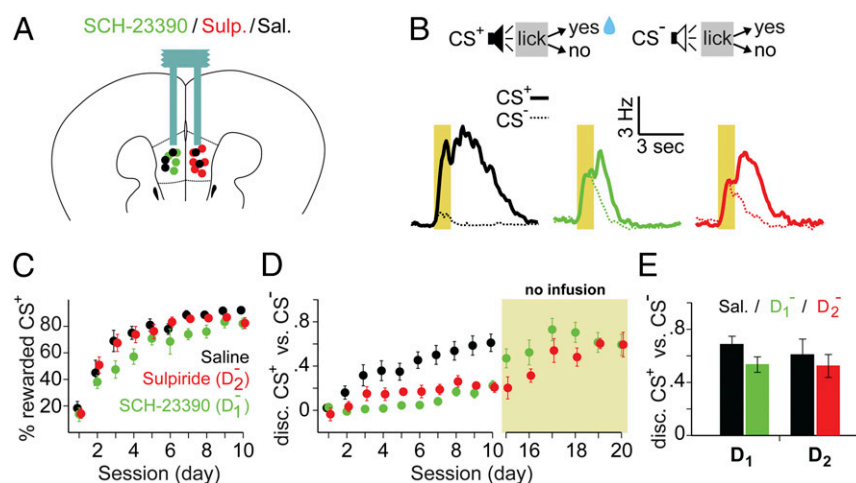 A
SCH-23390 / Sulp. /Sal.
B
CS+ lick yes no
CS- lick yes no
CS+
CS-
3 Hz
3 sec
C
% rewarded CS+
80
60
40
20
Saline
Sulpiride (D2-)
SCH-23390 (D1-)
2 4 6 8 10
Session (day)
D
disc. CS+ vs. CS-
.8
.4
0
no infusion
2 4 6 8 10 16 18 20
Session (day)
E
disc. CS+ vs. CS-
.8
.4
0
Sal. / D1- / D2-
D1 D2